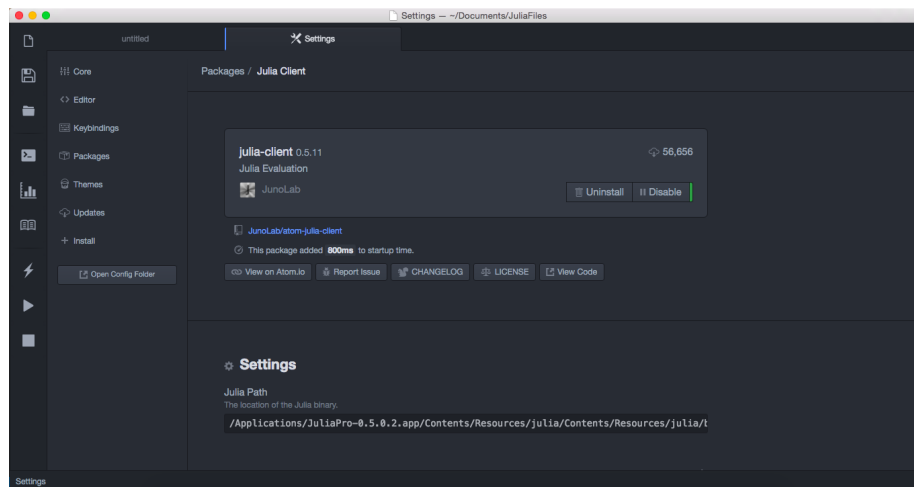 Settings — ~/Documents/JuliaFiles
untitled
Settings
Core
Editor
Keybindings
Packages
Themes
Updates
Install
Open Config Folder
Packages / Julia Client
julia-client 0.5.11
56,656
Julia Evaluation
JunoLab
Uninstall
Disable
JunoLab/atom-julia-client
This package added 800ms to startup time.
View on Atom.io
Report Issue
CHANGELOG
LICENSE
View Code
Settings
Julia Path
The location of the Julia binary.
/Applications/JuliaPro-0.5.0.2.app/Contents/Resources/julia/Contents/Resources/julia/b
Settings